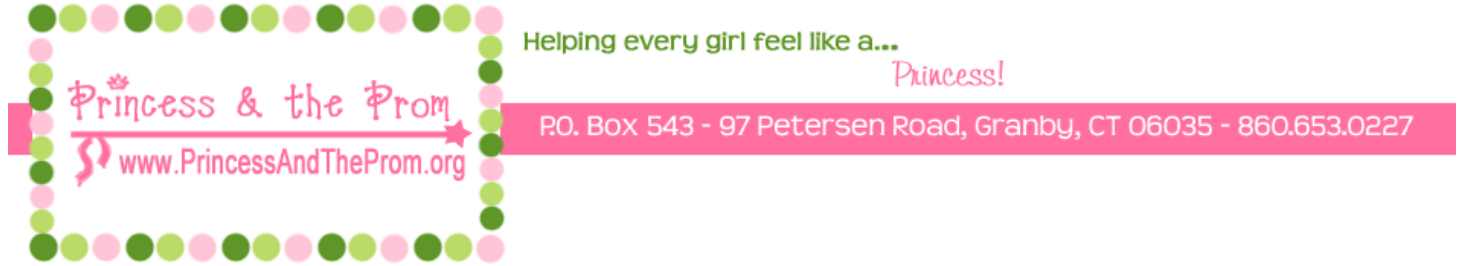 Princess & the Prom
www.PrincessAndTheProm.org
Helping every girl feel like a...
Princess!
P.O. Box 543 - 97 Petersen Road, Granby, CT 06035 - 860.653.0227